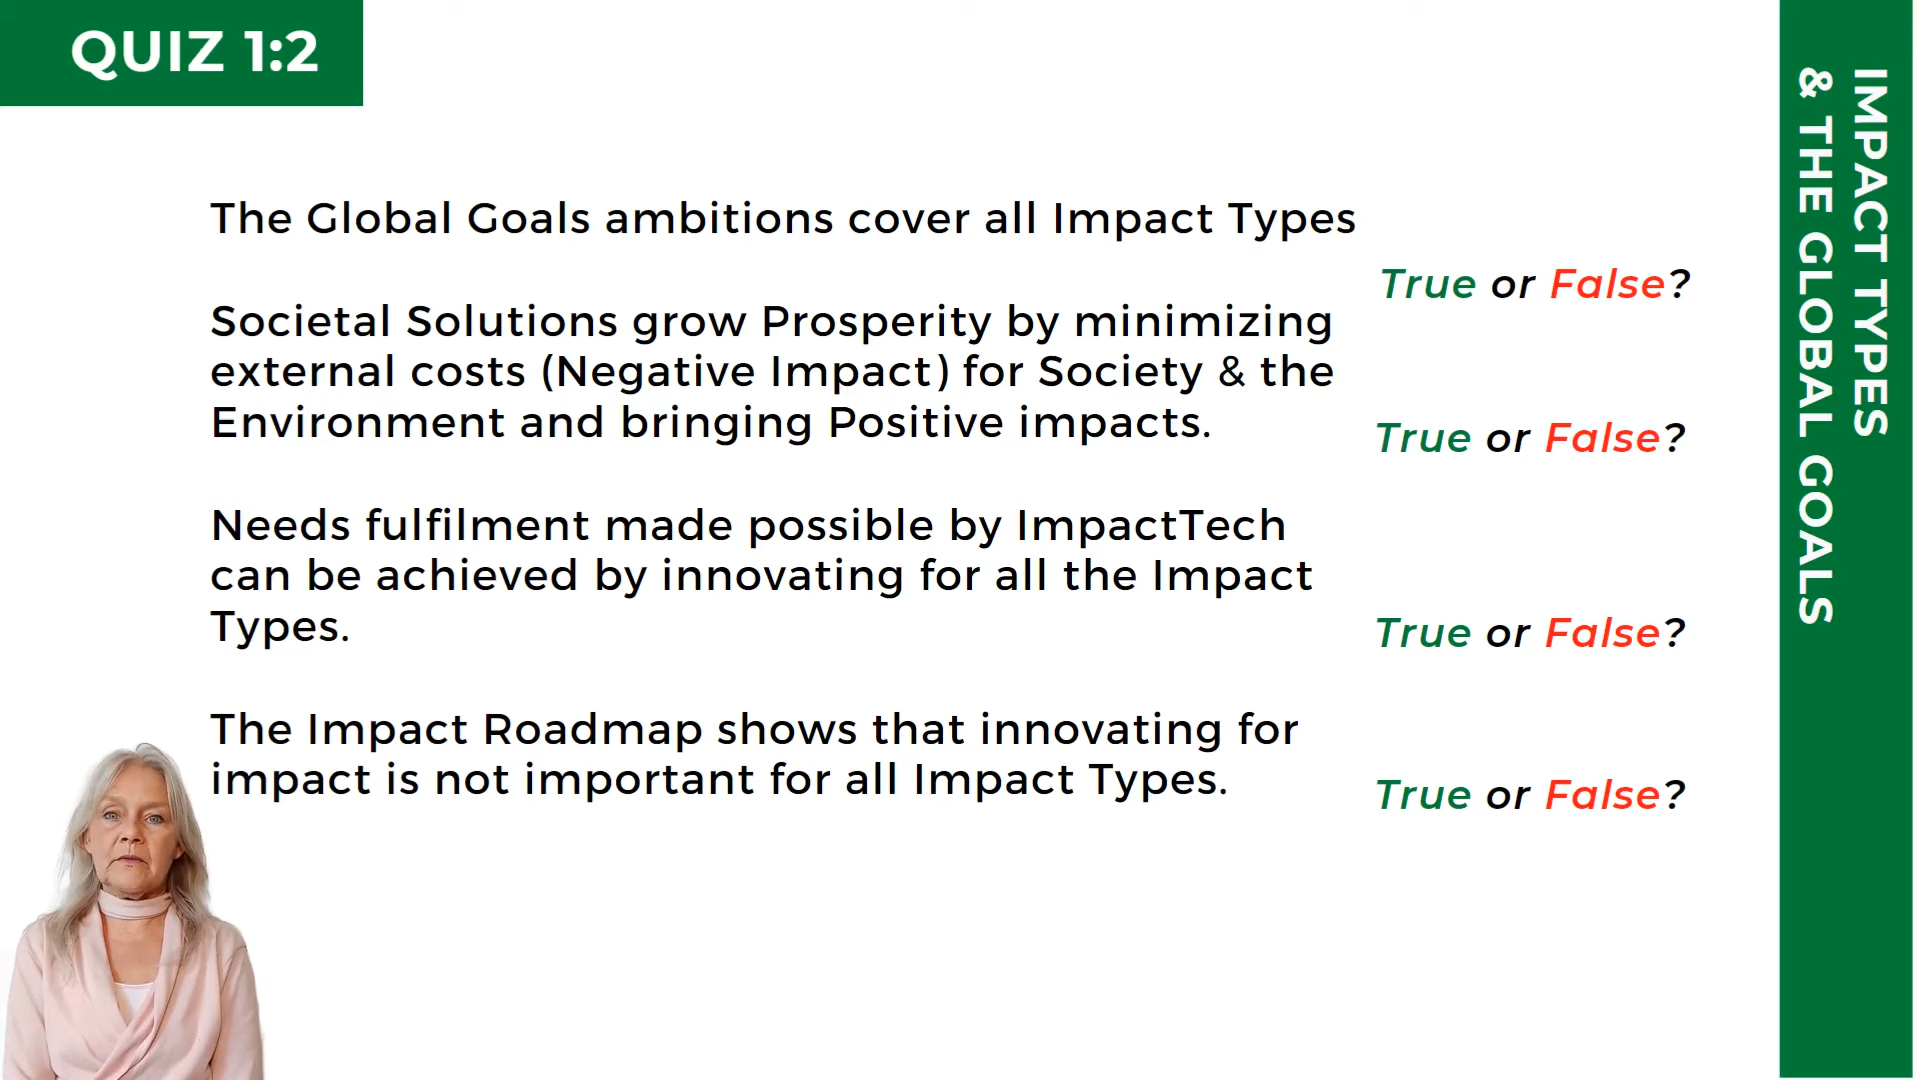 QUIZ 1:2
The Global Goals ambitions cover all Impact Types
True or False?
Societal Solutions grow Prosperity by minimizing
external costs (Negative Impact) for Society & the
Environment and bringing Positive impacts.
True or False?
Needs fulfilment made possible by ImpactTech
can be achieved by innovating for all the Impact
Types.
True or False?
The Impact Roadmap shows that innovating for
impact is not important for all Impact Types.
True or False?
IMPACT TYPES
& THE GLOBAL GOALS